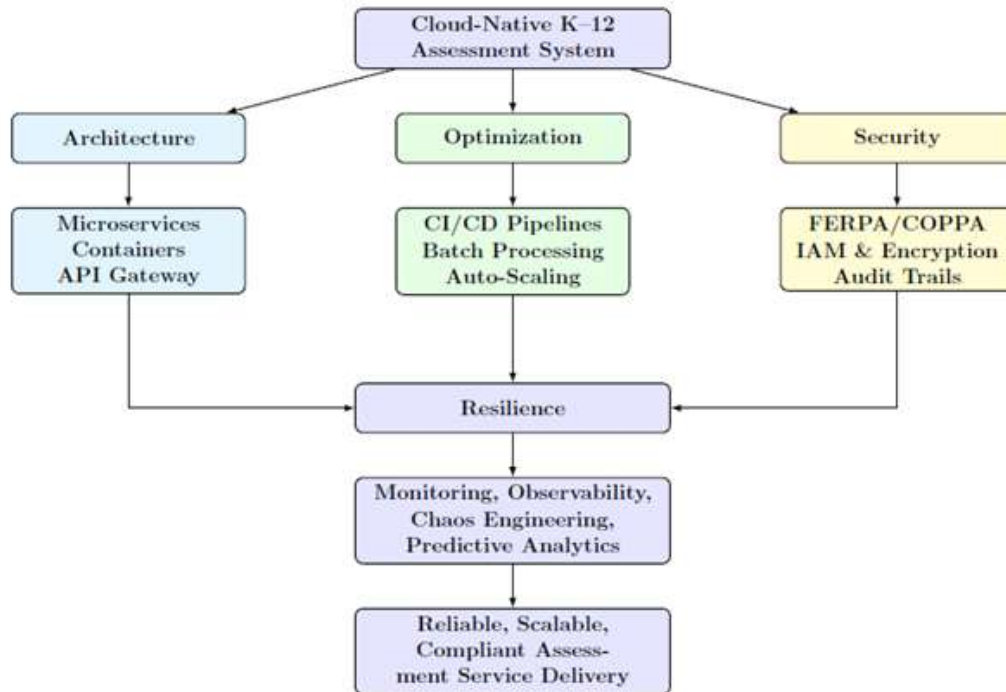 Cloud-Native K–12
Assessment System
Architecture
Optimization
Security
Microservices
Containers
API Gateway
CI/CD Pipelines
Batch Processing
Auto-Scaling
FERPA/COPPA
IAM & Encryption
Audit Trails
Resilience
Monitoring, Observability,
Chaos Engineering,
Predictive Analytics
Reliable, Scalable,
Compliant Assess-
ment Service Delivery